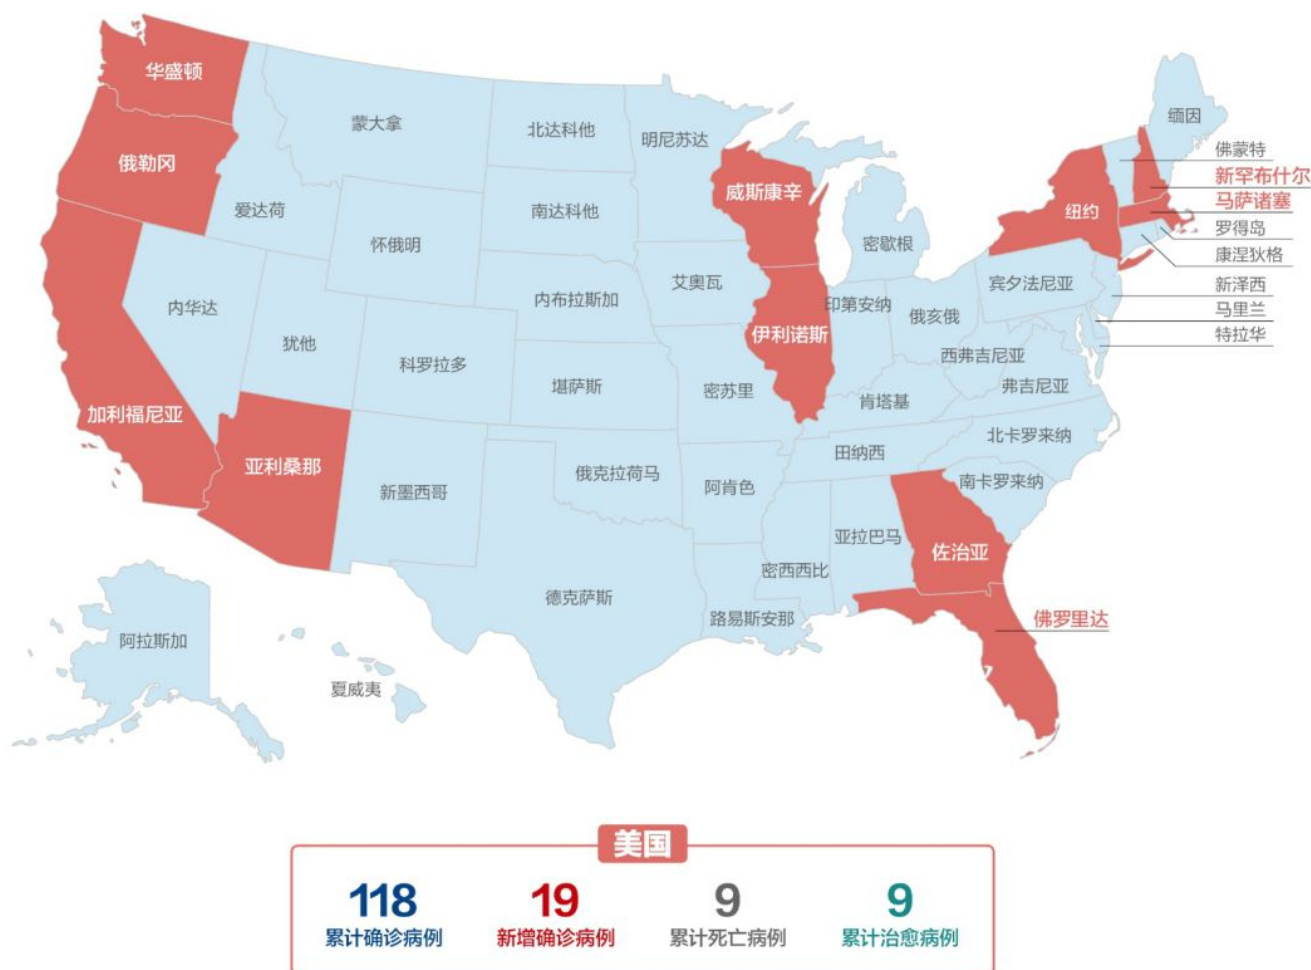 华盛顿
蒙大拿
北达科他
明尼苏达
缅因
佛蒙特
俄勒冈
新罕布什尔
威斯康辛
马萨诸塞
爱达荷
南达科他
纽约
罗得岛
怀俄明
密歇根
康涅狄格
内华达
内布拉斯加
艾奥瓦
宾夕法尼亚
新泽西
印第安纳
俄亥俄
马里兰
犹他
伊利诺斯
特拉华
科罗拉多
西弗吉尼亚
堪萨斯
密苏里
弗吉尼亚
加利福尼亚
肯塔基
北卡罗来纳
亚利桑那
田纳西
俄克拉荷马
南卡罗来纳
新墨西哥
阿肯色
亚拉巴马
佐治亚
密西西比
德克萨斯
路易斯安那
佛罗里达
阿拉斯加
夏威夷
美国
118 19 9 9
累计确诊病例 新增确诊病例 累计死亡病例 累计治愈病例